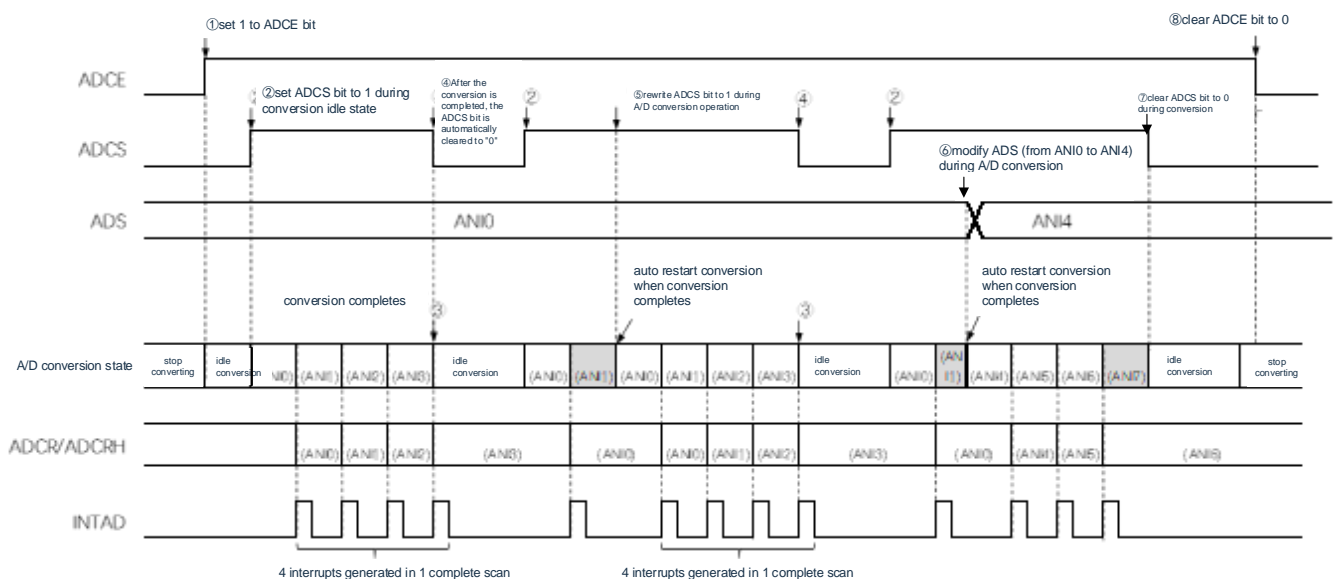 ①set 1 to ADCE bit
⑧clear ADCE bit to 0
ADCE
②set ADCS bit to 1 during
conversion idle state
④After the
conversion is
completed, the
ADCS bit is
automatically
cleared to "0"
②
⑤rewrite ADCS bit to 1 during
A/D conversion operation
④
②
⑦clear ADCS bit to 0
during conversion
ADCS
⑥modify ADS (from ANI0 to ANI4)
during A/D conversion
ADS
ANI0
ANI4
conversion completes
③
auto restart conversion
when conversion
completes
③
auto restart conversion
when conversion
completes
A/D conversion state
stop
converting
idle
conversion
(ANI1)
(ANI2)
(ANI3)
idle
conversion
(ANI0)
(ANI1)
(ANI0)
(ANI1)
(ANI2)
(ANI3)
idle
conversion
(ANI0)
(AN
I1)
(ANI4)
(ANI5)
(ANI6)
(ANI7)
idle
conversion
stop
converting
ADCR/ADCRH
(ANI0)
(ANI1)
(ANI2)
(ANI3)
(ANI0)
(ANI0)
(ANI1)
(ANI2)
(ANI3)
(ANI0)
(ANI4)
(ANI5)
(ANI6)
INTAD
4 interrupts generated in 1 complete scan
4 interrupts generated in 1 complete scan